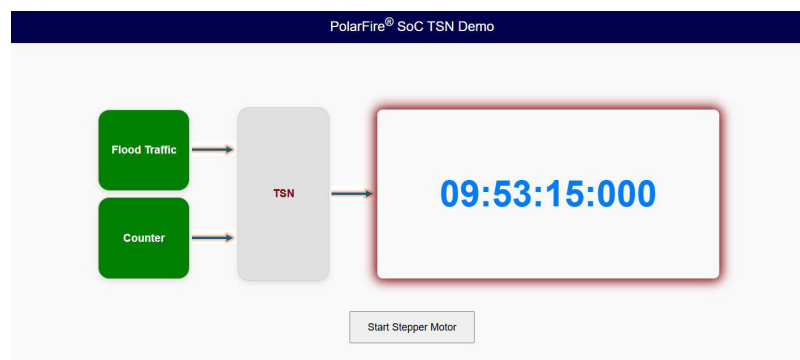 PolarFire® SoC TSN Demo
Flood Traffic
TSN
09:53:15:000
Counter
Start Stepper Motor